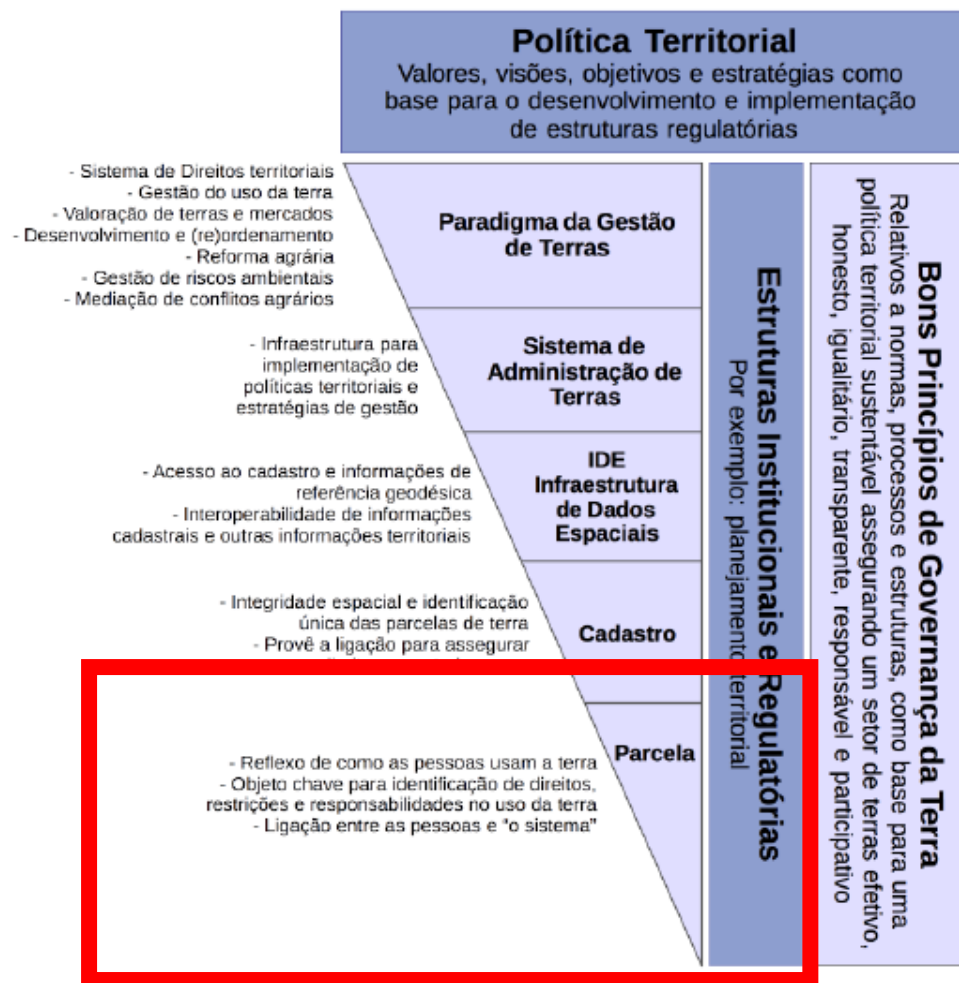 Política Territorial
Valores, visões, objetivos e estratégias como
base para o desenvolvimento e implementação
de estruturas regulatórias
- Sistema de Direitos territoriais
- Gestão do uso da terra
- Valoração de terras e mercados
- Desenvolvimento e (re)ordenamento
- Reforma agrária
- Gestão de riscos ambientais
- Mediação de conflitos agrários
Paradigma da Gestão
de Terras
- Infraestrutura para
implementação de
políticas territoriais e
estratégias de gestão
Sistema de
Administração de
Terras
- Acesso ao cadastro e informações de
referência geodésica
- Interoperabilidade de informações
cadastrais e outras informações territoriais
IDE
Infraestrutura
de Dados
Espaciais
- Integridade espacial e identificação
única das parcelas de terra
- Provê a ligação para assegurar
Cadastro
- Reflexo de como as pessoas usam a terra
- Objeto chave para identificação de direitos,
restrições e responsabilidades no uso da terra
- Ligação entre as pessoas e “o sistema”
Parcela
Estruturas Institucionais e Regulatórias
Por exemplo: planejamento territorial
Bons Princípios de Governança da Terra
Relativos a normas, processos e estruturas, como base para uma
política territorial sustentável assegurando um setor de terras efetivo,
honesto, igualitário, transparente, responsável e participativo